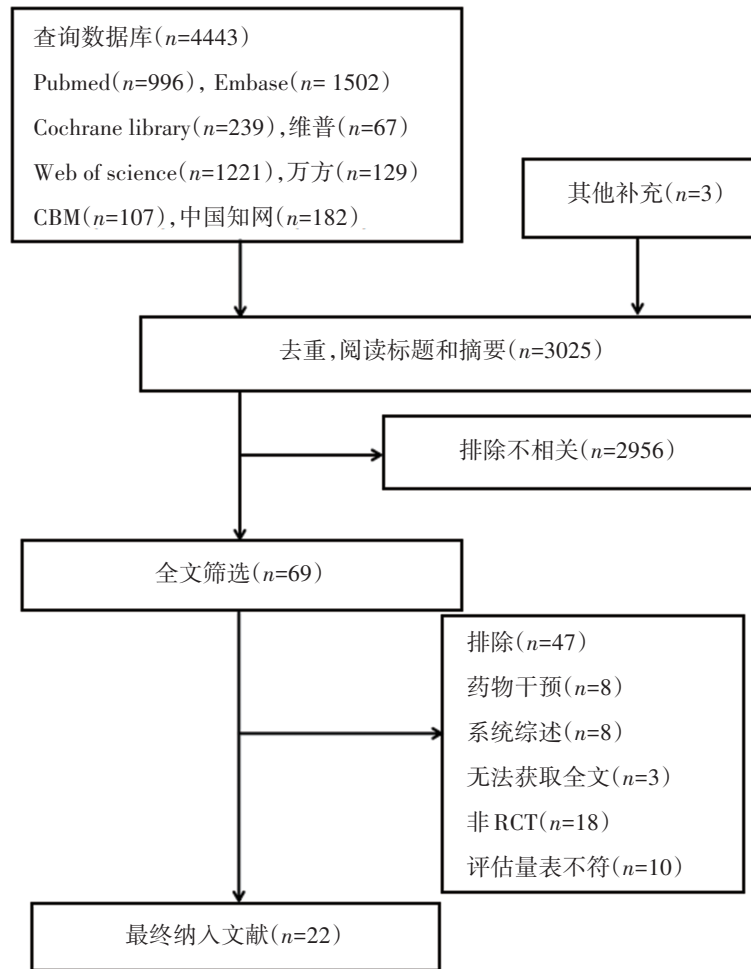 查询数据库(n=4443)
Pubmed(n=996), Embase(n= 1502)
Cochrane library(n=239),维普(n=67)
Web of science(n=1221),万方(n=129)
CBM(n=107),中国知网(n=182)
其他补充(n=3)
去重,阅读标题和摘要(n=3025)
排除不相关(n=2956)
全文筛选(n=69)
排除(n=47)
药物干预(n=8)
系统综述(n=8)
无法获取全文(n=3)
非RCT(n=18)
评估量表不符(n=10)
最终纳入文献(n=22)